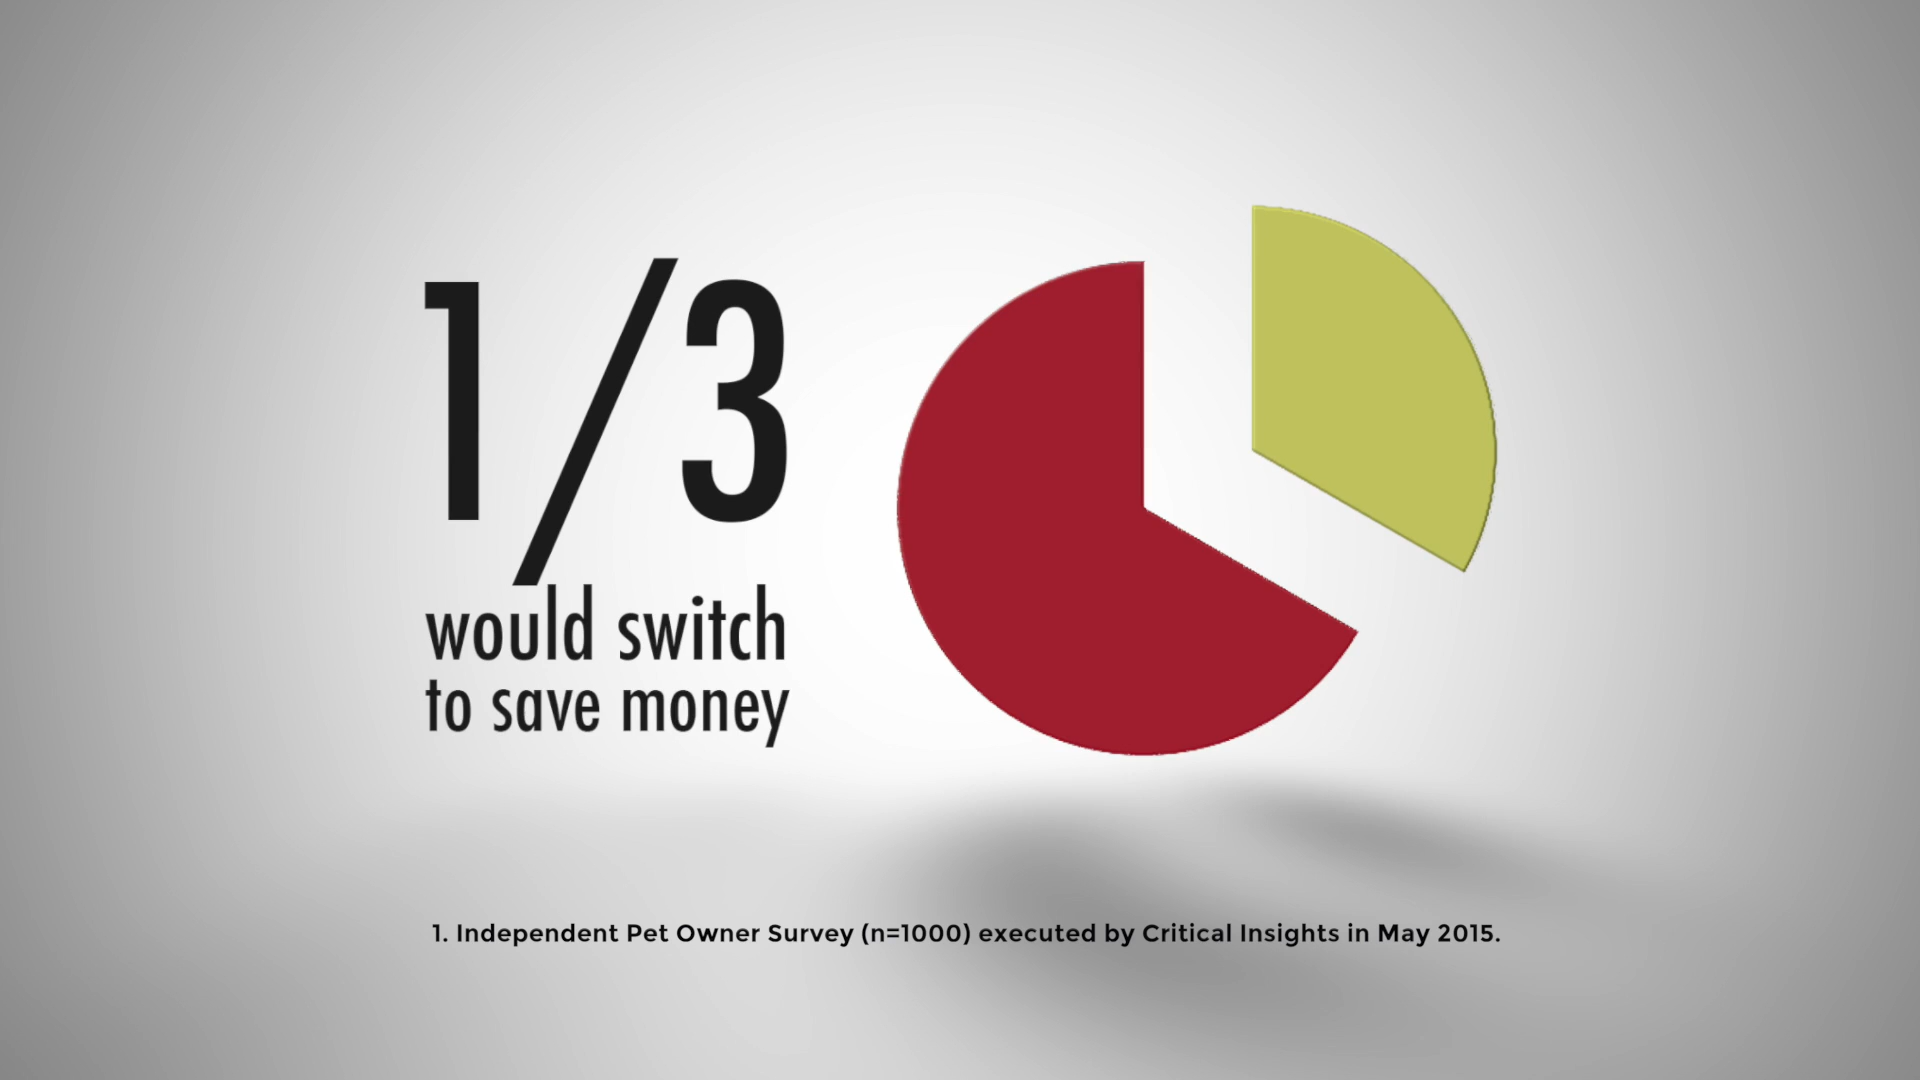 1/3
would switch
to save money
1. Independent Pet Owner Survey (n=1000) executed by Critical Insights in May 2015.